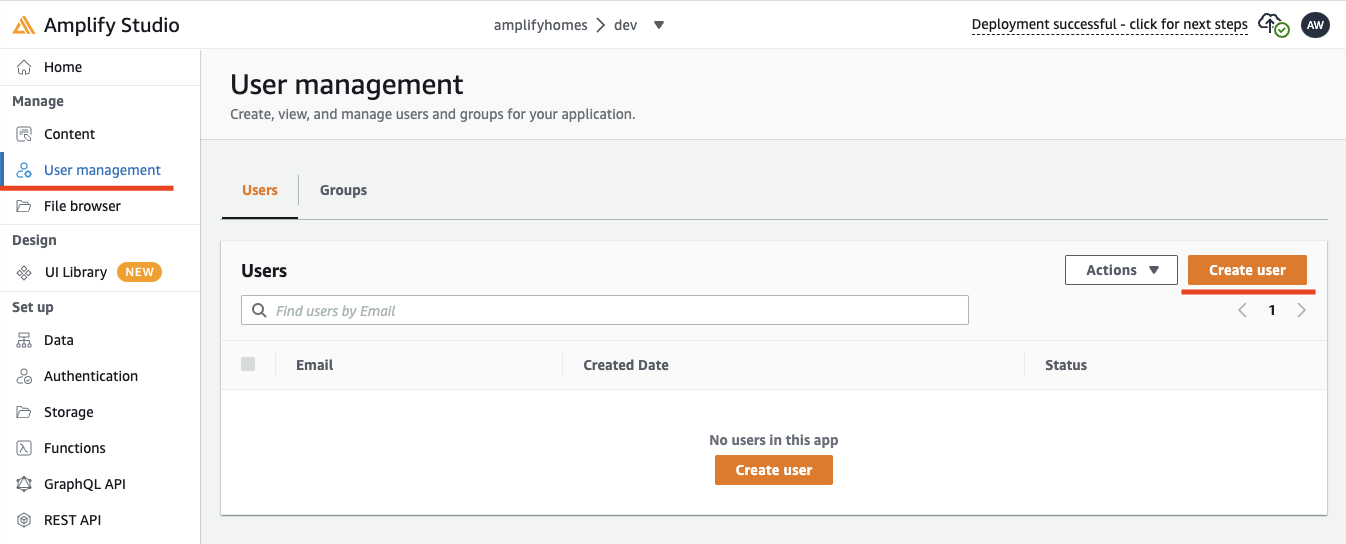 Amplify Studio
amplifyhomes
dev
Deployment successful - click for next steps
AW
Home
Manage
Content
User management
File browser
Design
UI Library NEW
Set up
Data
Authentication
Storage
Functions
GraphQL API
REST API
User management
Create, view, and manage users and groups for your application.
Users
Groups
Users
Actions
Create user
Find users by Email
1
Email
Created Date
Status
No users in this app
Create user